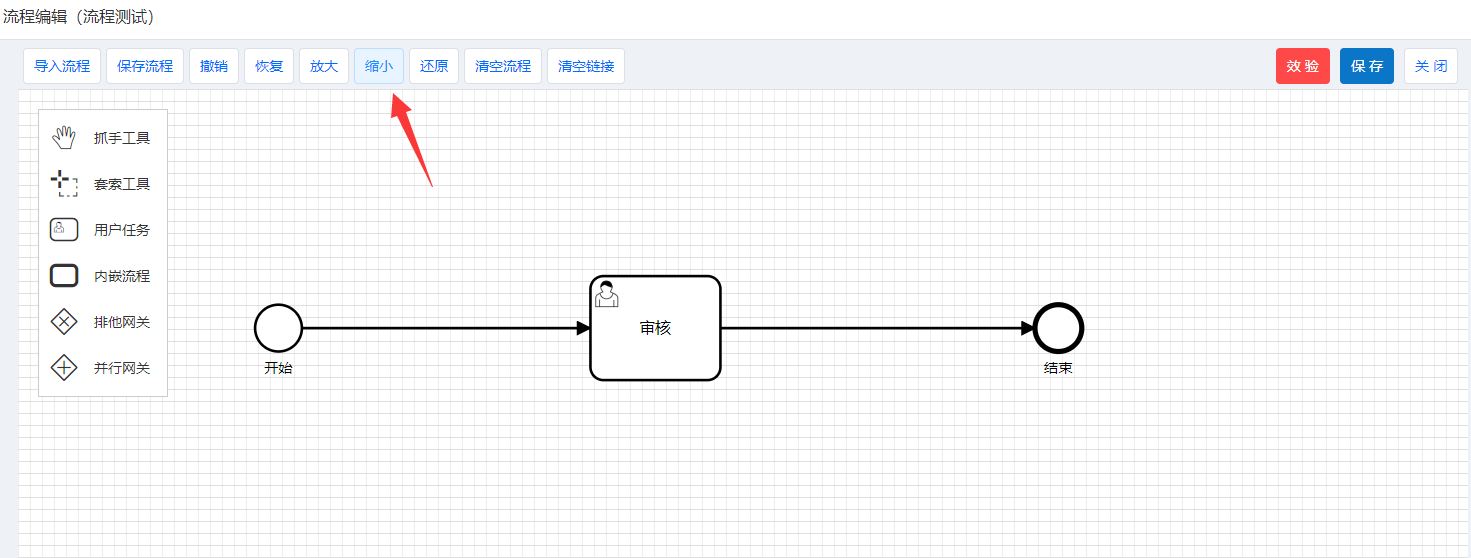 流程编辑（流程测试）
导入流程 保存流程 撤销 恢复 放大 缩小 还原 清空流程 清空链接 效验 保存 关闭
抓手工具
套索工具
用户任务
内嵌流程
排他网关
并行网关
审核
开始
结束